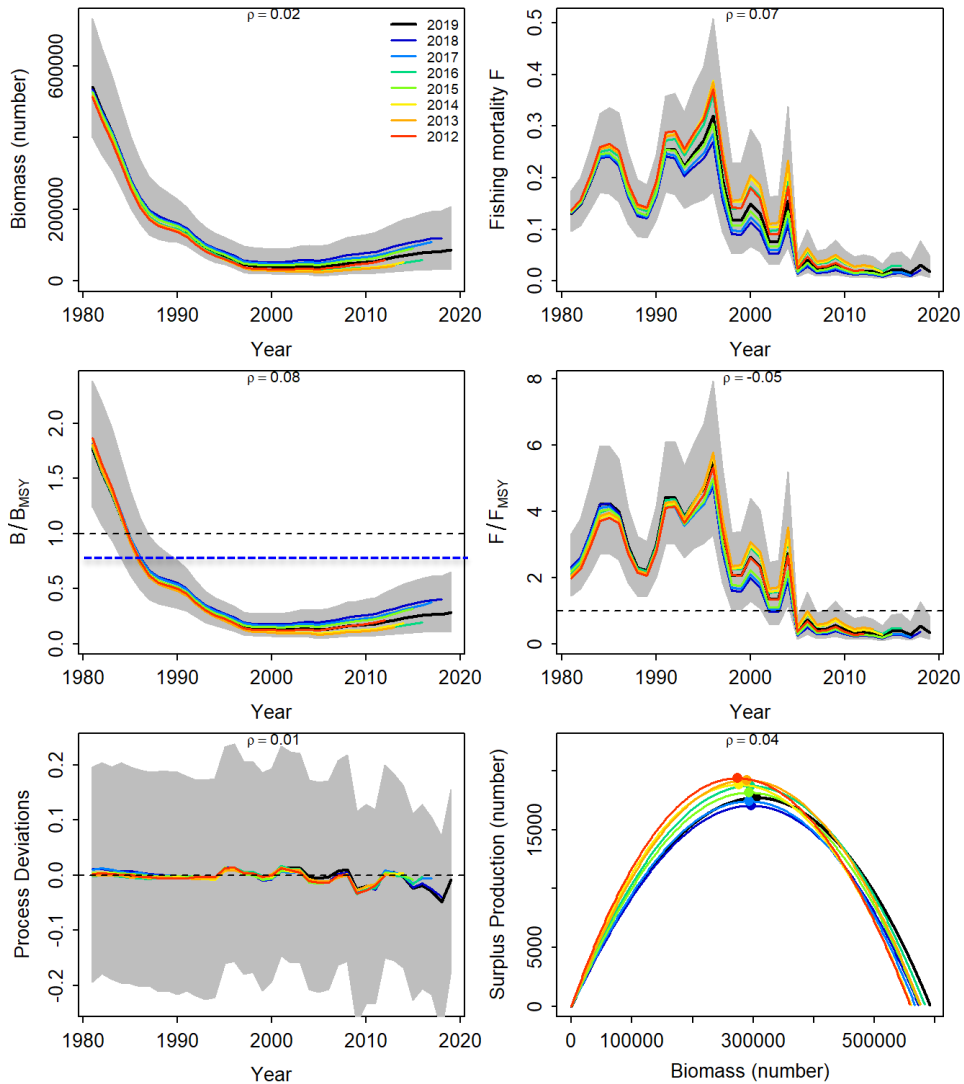 ρ = 0.02
Biomass (number)
600000
200000
0
2019
2018
2017
2016
2015
2014
2013
2012
1980 1990 2000 2010 2020
Year
ρ = 0.07
Fishing mortality F
0.5
0.4
0.3
0.2
0.1
0.0
1980 1990 2000 2010 2020
Year
ρ = 0.08
B / BMSY
2.0
1.5
1.0
0.5
0.0
1980 1990 2000 2010 2020
Year
ρ = -0.05
F / FMSY
8
6
4
2
0
1980 1990 2000 2010 2020
Year
ρ = 0.01
Process Deviations
0.2
0.1
0.0
-0.1
-0.2
1980 1990 2000 2010 2020
Year
ρ = 0.04
Surplus Production (number)
15000
5000
0
0 100000 300000 500000
Biomass (number)